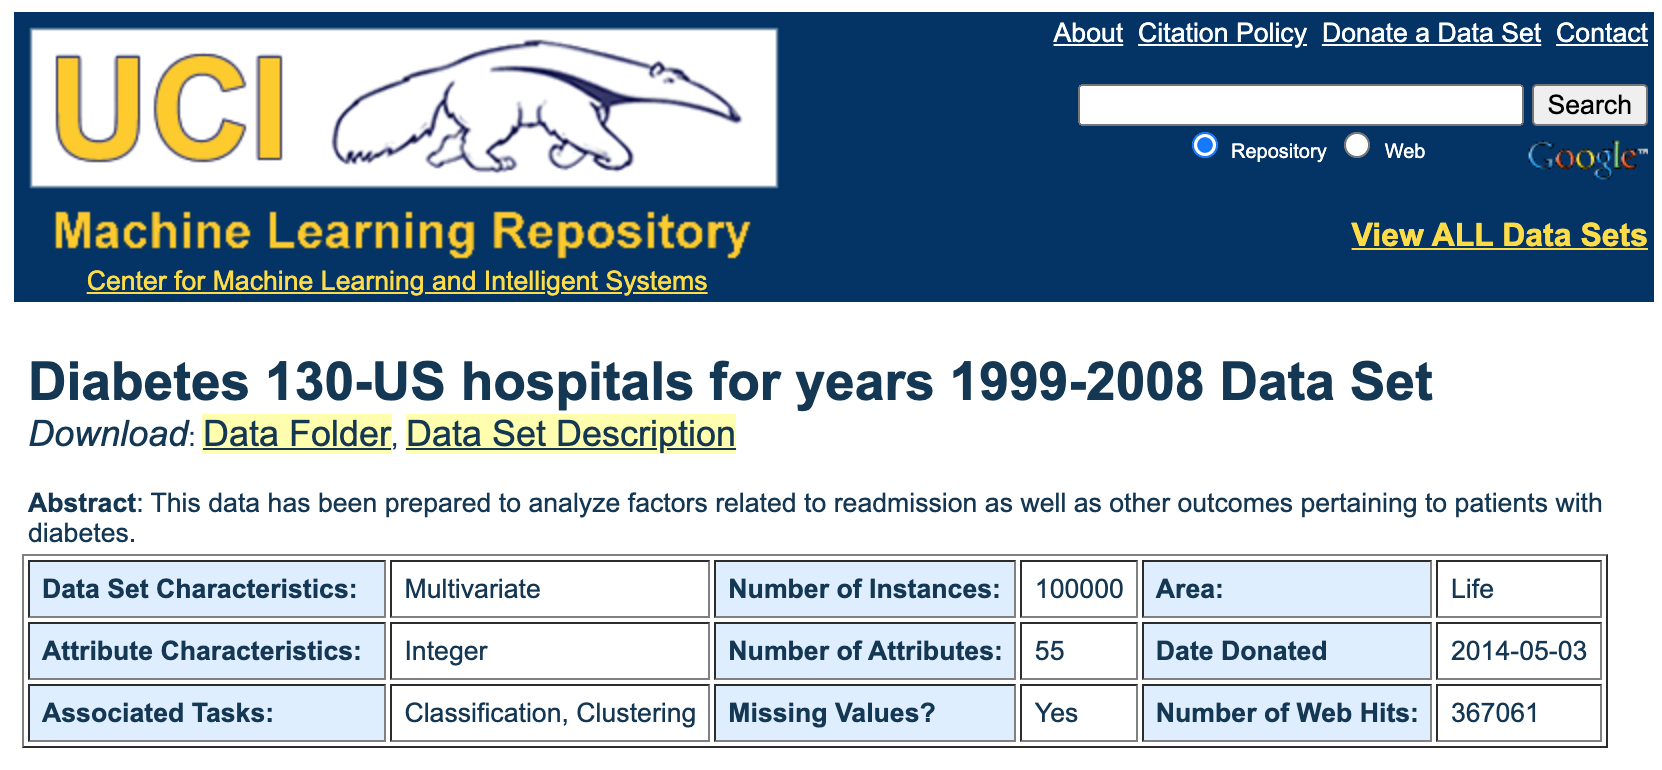 UCI
Machine Learning Repository
Center for Machine Learning and Intelligent Systems
About Citation Policy Donate a Data Set Contact
Search
Repository Web Google™
View ALL Data Sets
Diabetes 130-US hospitals for years 1999-2008 Data Set
Download: Data Folder, Data Set Description
Abstract: This data has been prepared to analyze factors related to readmission as well as other outcomes pertaining to patients with
diabetes.
Data Set Characteristics: Multivariate Number of Instances: 100000 Area: Life
Attribute Characteristics: Integer Number of Attributes: 55 Date Donated 2014-05-03
Associated Tasks: Classification, Clustering Missing Values? Yes Number of Web Hits: 367061